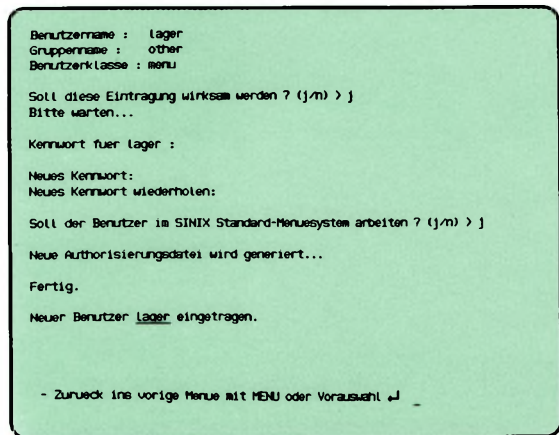 Benutzername : lager
Gruppenname : other
Benutzerklasse : menu
Soll diese Eintragung wirksam werden ? (j/n) > j
Bitte warten...
Kennwort fuer lager :
Neues Kennwort:
Neues Kennwort wiederholen:
Soll der Benutzer im SINIX Standard-Menuesystem arbeiten ? (j/n) > j
Neue Authorisierungsdatei wird generiert...
Fertig.
Neuer Benutzer lager eingetragen.
- Zurueck ins vorige Menue mit MENU oder Vorauswahl ↵ _